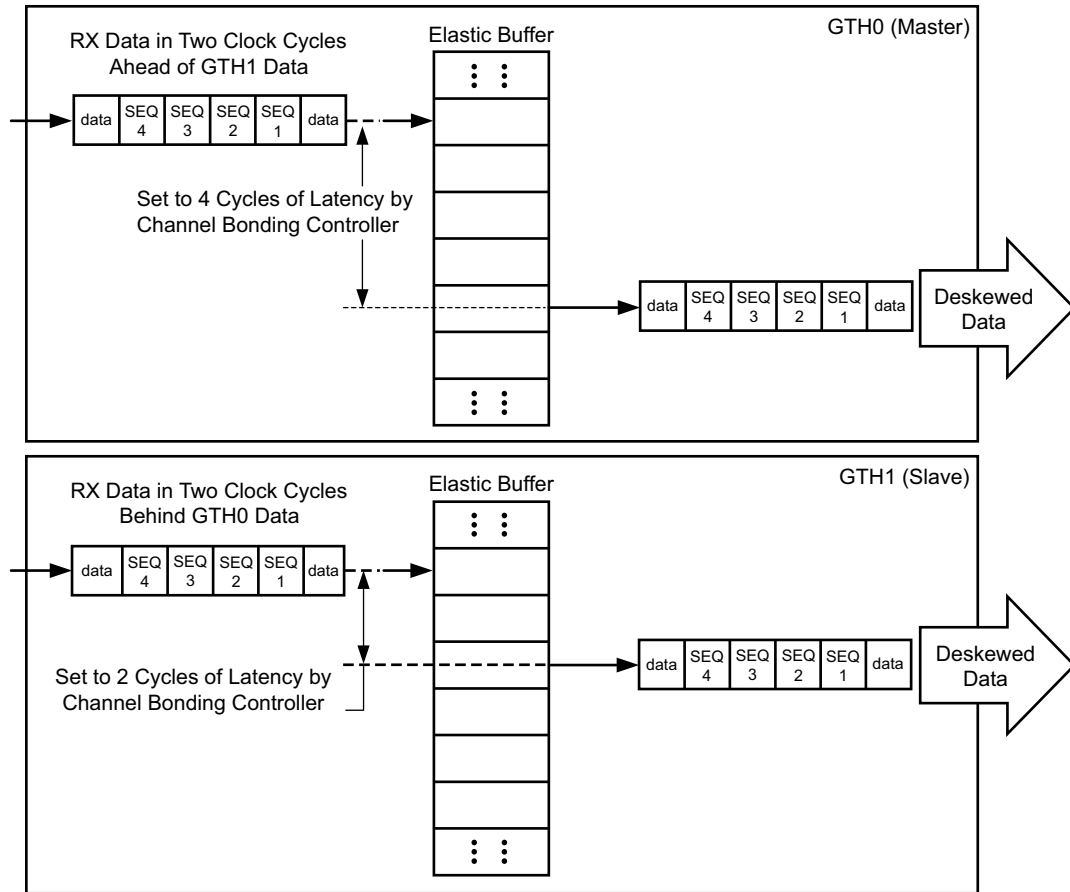 GTH0 (Master)
RX Data in Two Clock Cycles
Ahead of GTH1 Data
Elastic Buffer
data SEQ 4 SEQ 3 SEQ 2 SEQ 1 data
Set to 4 Cycles of Latency by
Channel Bonding Controller
data SEQ 4 SEQ 3 SEQ 2 SEQ 1 data
Deskewed
Data
GTH1 (Slave)
RX Data in Two Clock Cycles
Behind GTH0 Data
Elastic Buffer
data SEQ 4 SEQ 3 SEQ 2 SEQ 1 data
Set to 2 Cycles of Latency by
Channel Bonding Controller
data SEQ 4 SEQ 3 SEQ 2 SEQ 1 data
Deskewed
Data